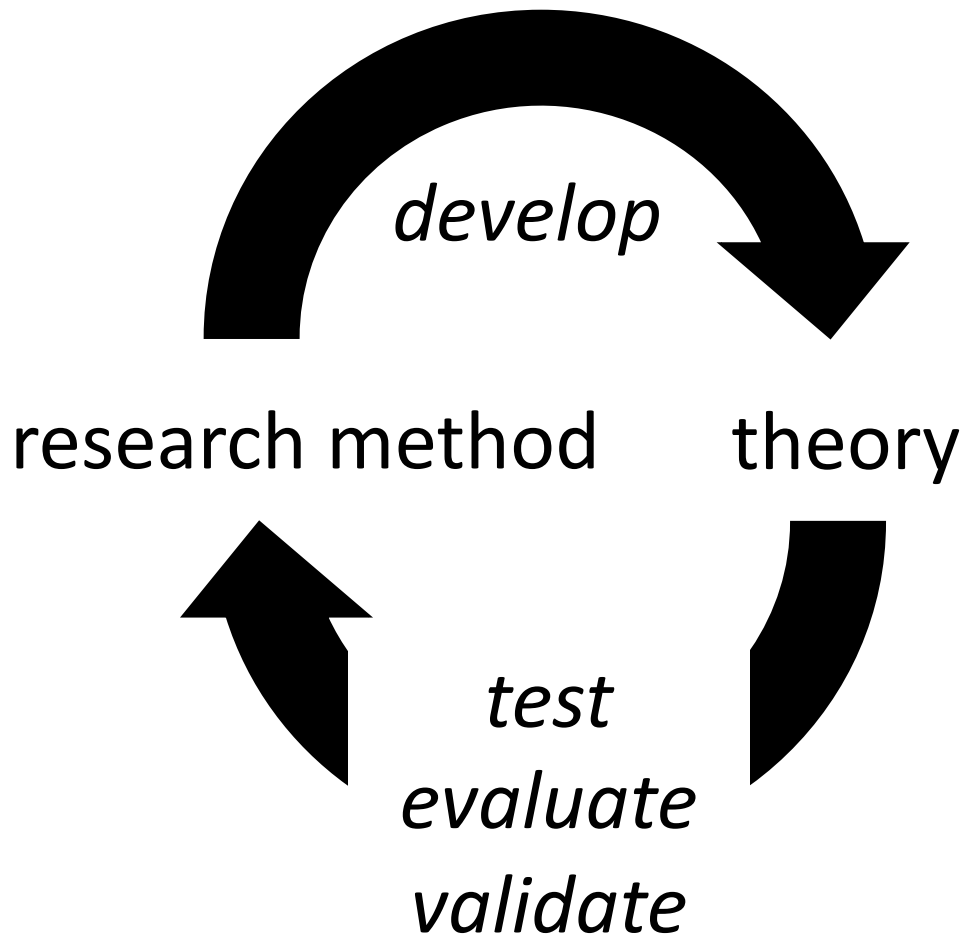 develop
research method
theory
test
evaluate
validate